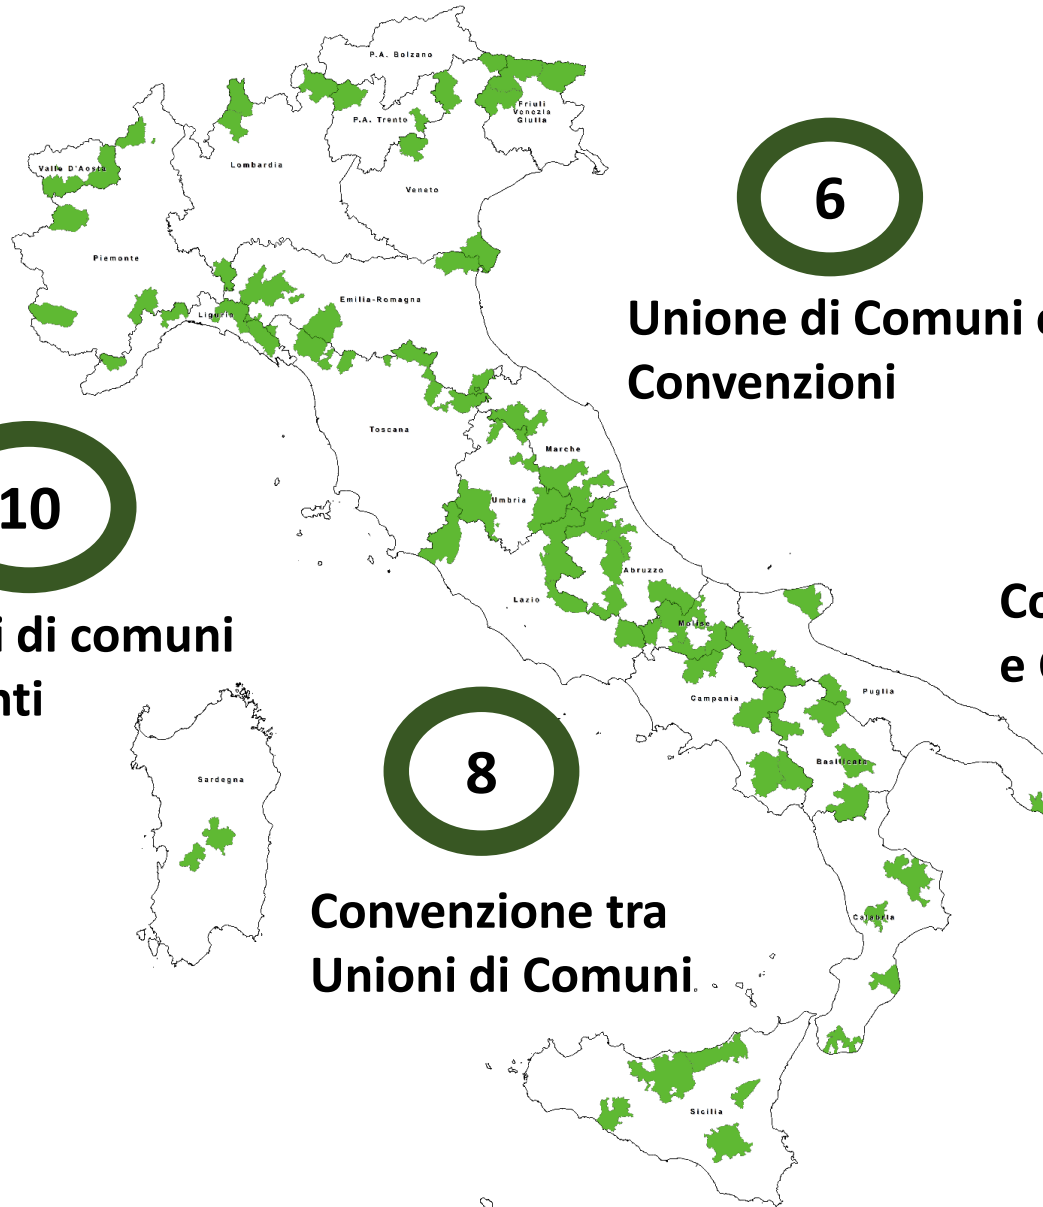 P.A. Bolzano
Friuli
Venezia
Giulia
P.A. Trento
Lombardia
Valle D'Aosta
Veneto
6
Piemonte
Emilia-Romagna
Liguria
Unione di Comuni
Convenzioni
Toscana
Marche
Umbria
10
Abruzzo
Lazio
Molise
i di comuni
nti
Co
e
Campania
Puglia
Basilicata
Sardegna
8
Convenzione tra
Unioni di Comuni
Calabria
Sicilia